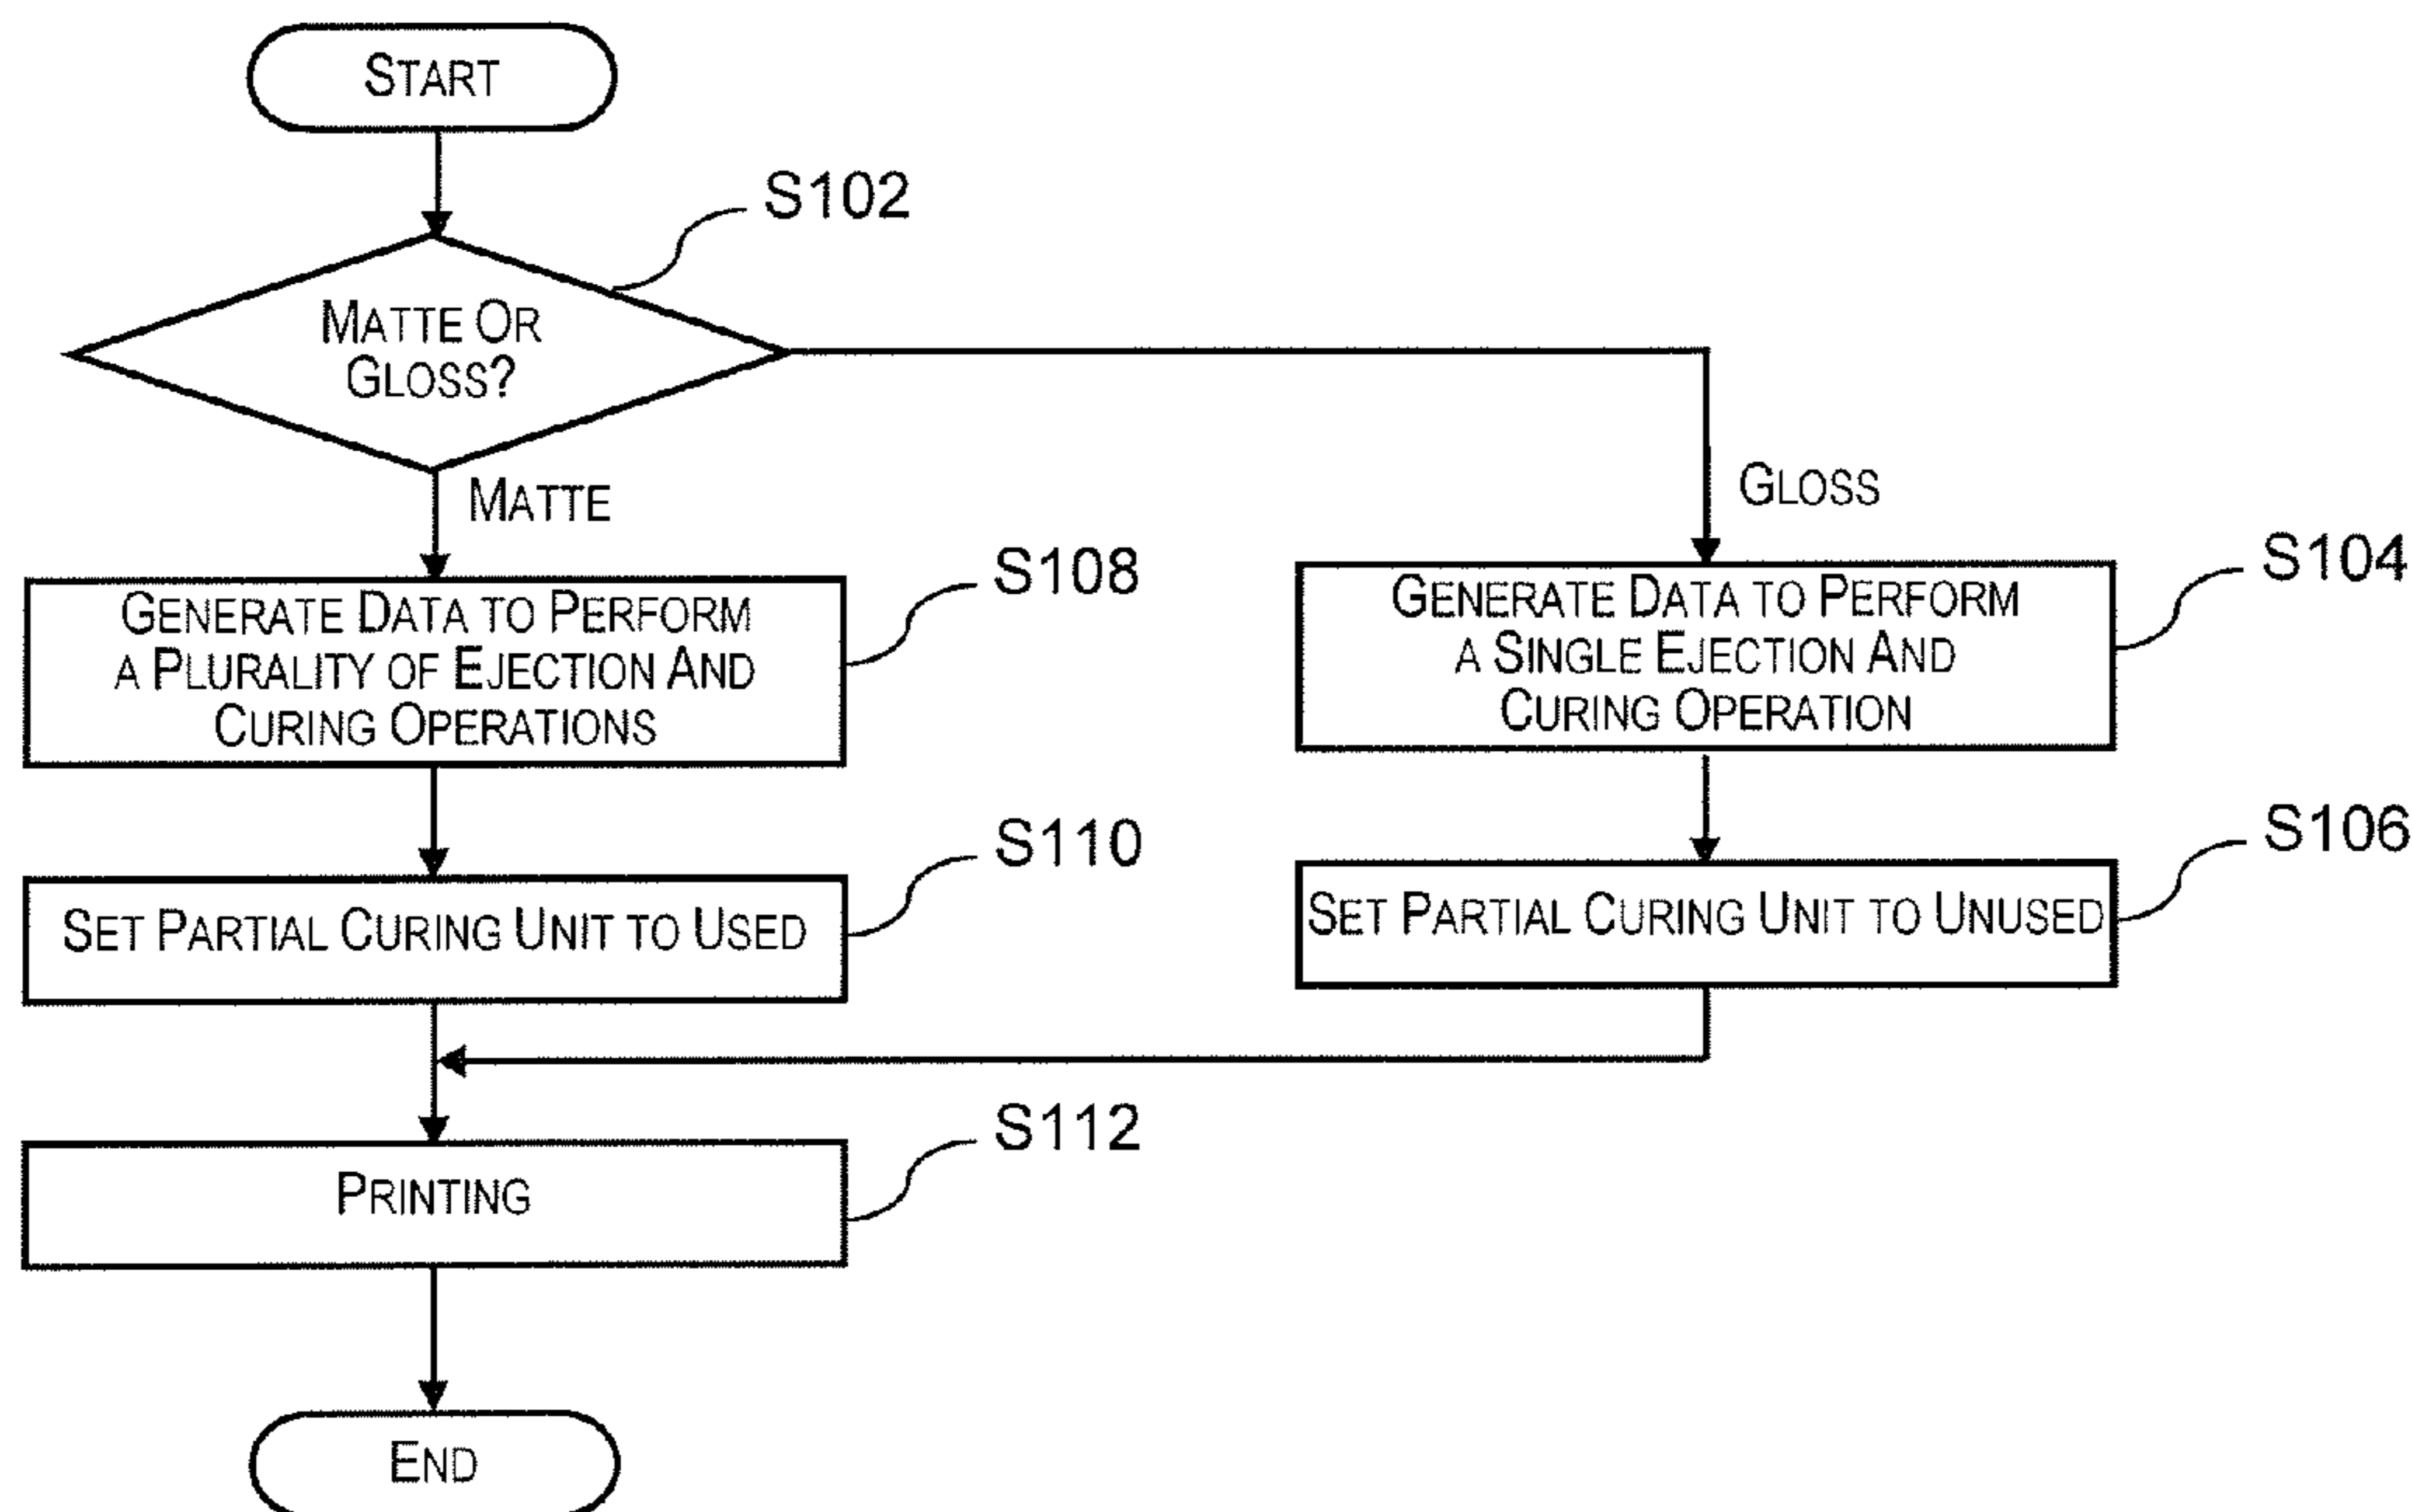 START
S102
MATTE OR
GLOSS?
MATTE
GLOSS
S108
GENERATE DATA TO PERFORM
A PLURALITY OF EJECTION AND
CURING OPERATIONS
S104
GENERATE DATA TO PERFORM
A SINGLE EJECTION AND
CURING OPERATION
S110
SET PARTIAL CURING UNIT TO USED
S106
SET PARTIAL CURING UNIT TO UNUSED
S112
PRINTING
END